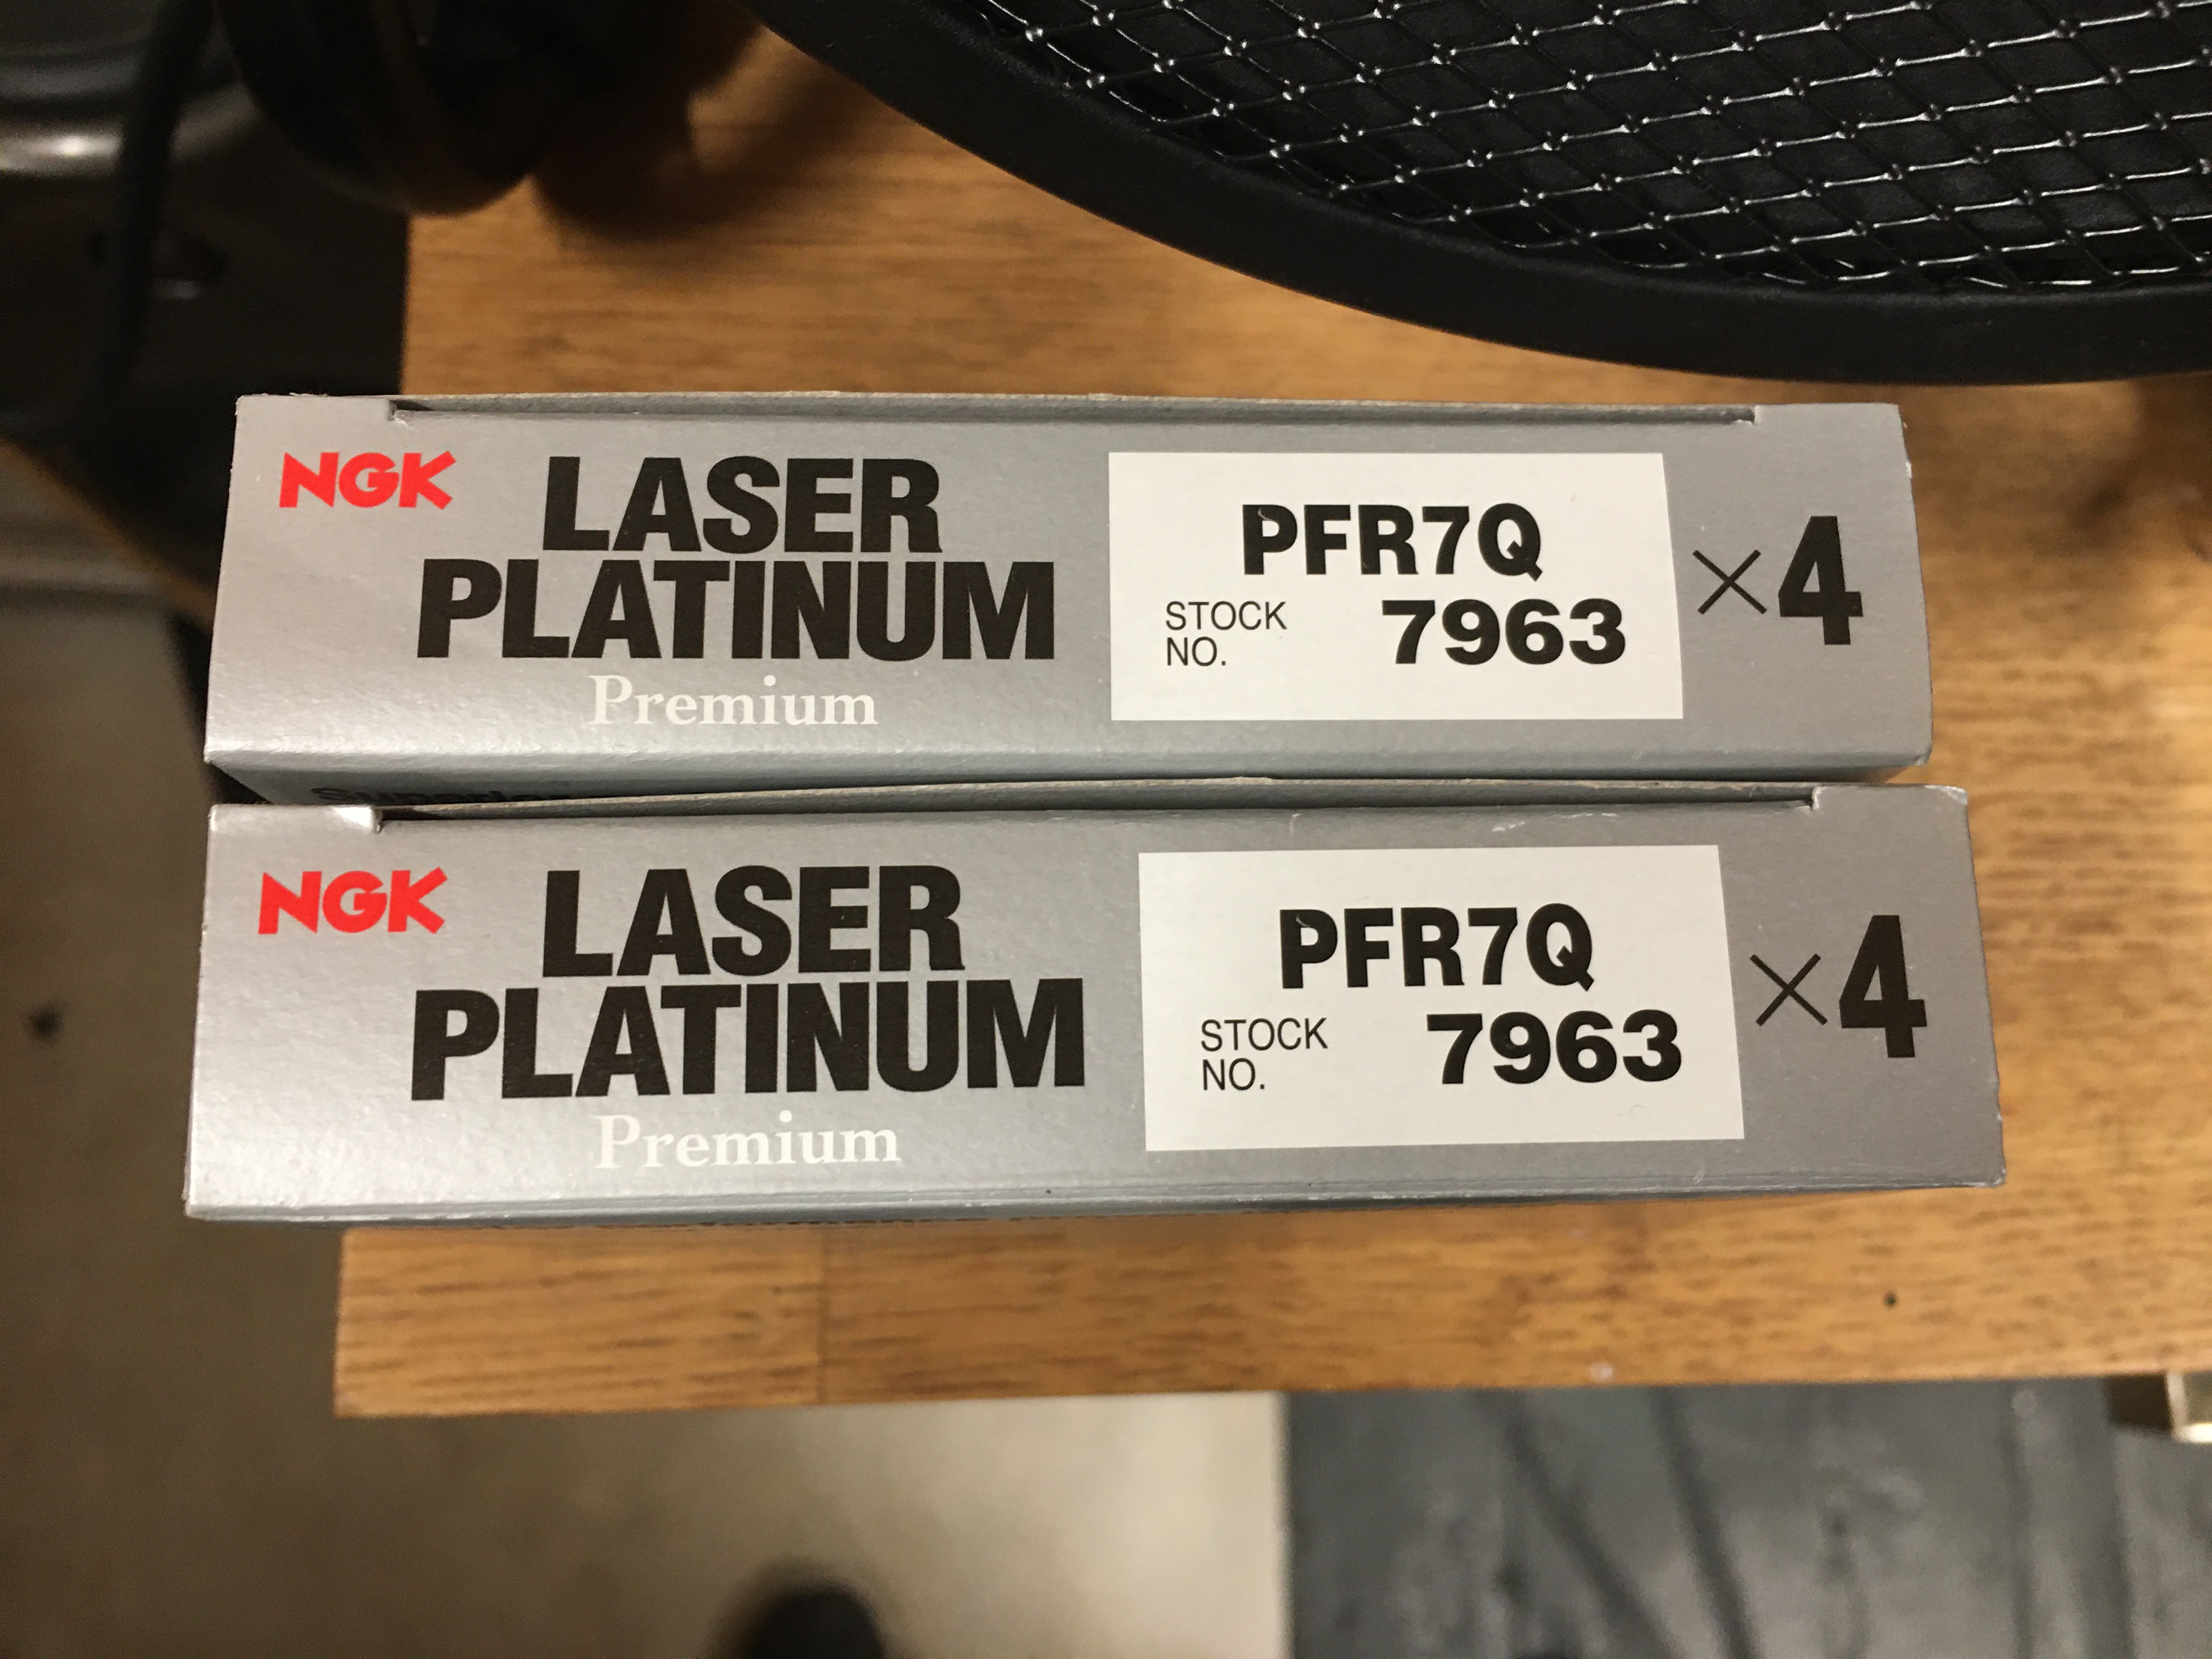 NGK LASER
PLATINUM
Premium
PFR7Q
STOCK
NO. 7963
×4
NGK LASER
PLATINUM
Premium
PFR7Q
STOCK
NO. 7963
×4